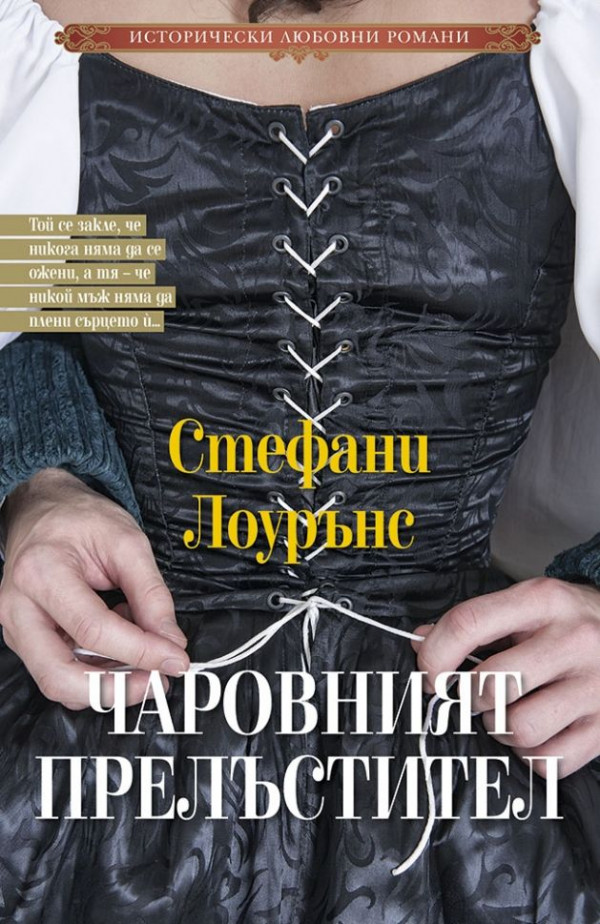 ИСТОРИЧЕСКИ ЛЮБОВНИ РОМАНИ
Той се закле, че
никога няма да се
ожени, а тя – че
никой мъж няма да
плени сърцето ѝ...
Стефани
Лоурънс
ЧАРОВНИЯТ
ПРЕЛЪСТИТЕЛ